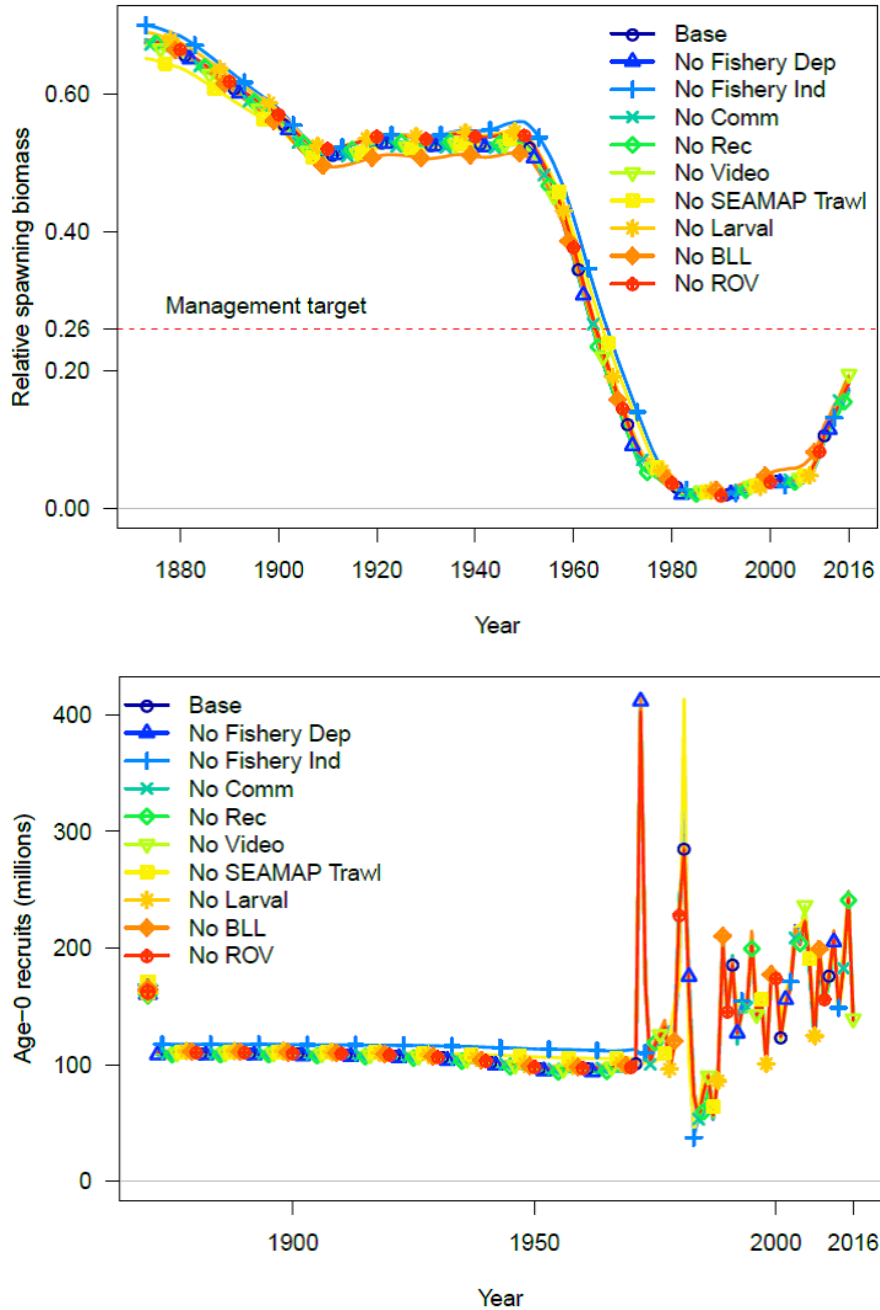 Relative spawning biomass
0.60
0.40
0.26
0.20
0.00
Base
No Fishery Dep
No Fishery Ind
No Comm
No Rec
No Video
No SEAMAP Trawl
No Larval
No BLL
No ROV
Management target
1880 1900 1920 1940 1960 1980 2000 2016
Year
Age−0 recruits (millions)
400
300
200
100
0
Base
No Fishery Dep
No Fishery Ind
No Comm
No Rec
No Video
No SEAMAP Trawl
No Larval
No BLL
No ROV
1900 1950 2000 2016
Year